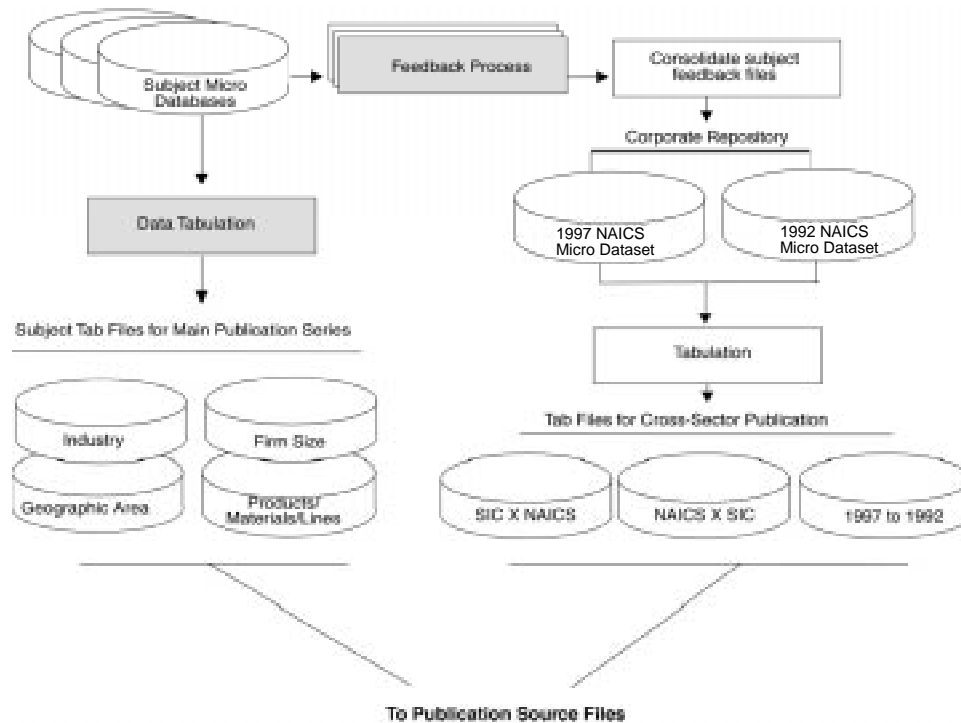 Subject Micro
Databases
Feedback Process
Consolidate subject
feedback files
Corporate Repository
1997 NAICS
Micro Dataset
1992 NAICS
Micro Dataset
Data Tabulation
Subject Tab Files for Main Publication Series
Tabulation
Industry
Firm Size
Geographic Area
Products/
Materials/Lines
Tab Files for Cross-Sector Publication
SIC X NAICS
NAICS X SIC
1997 to 1992
To Publication Source Files